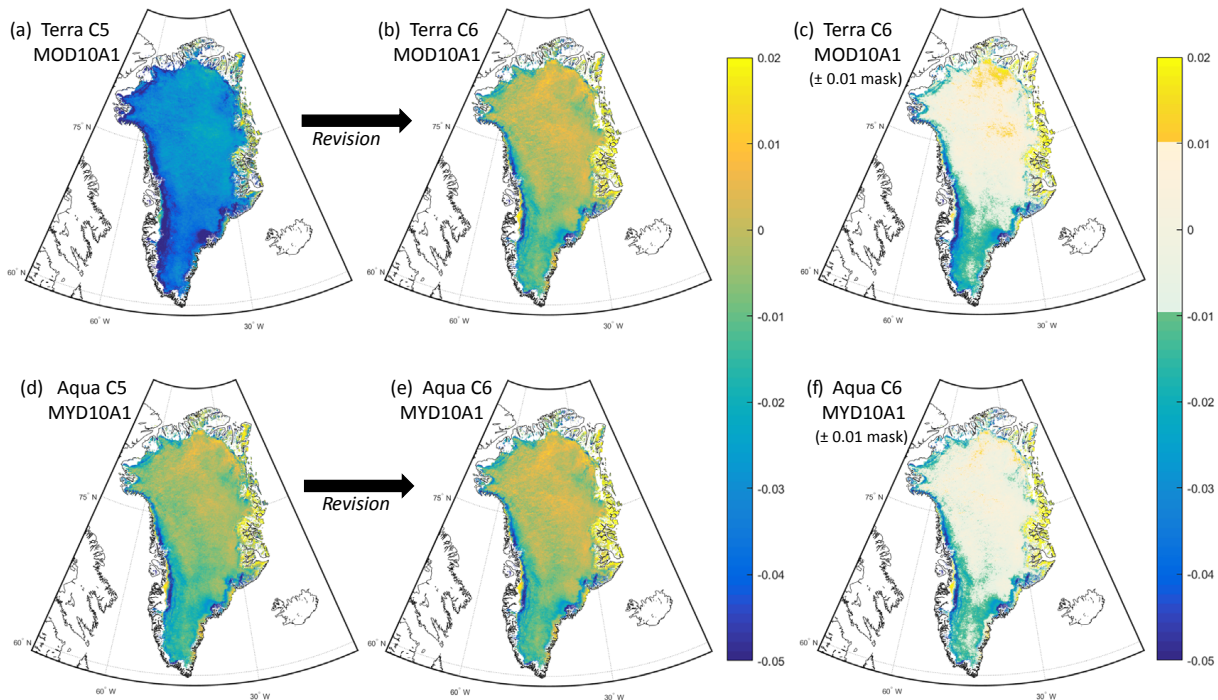 (a) Terra C5
MOD10A1
(b) Terra C6
MOD10A1
(c) Terra C6
MOD10A1
(± 0.01 mask)
Revision
75° N
60° N
60° W
30° W
75° N
60° N
60° W
30° W
75° N
60° N
60° W
30° W
0.02
0.01
0
-0.01
-0.02
-0.03
-0.04
-0.05
0.02
0.01
0
-0.01
-0.02
-0.03
-0.04
-0.05
(d) Aqua C5
MYD10A1
(e) Aqua C6
MYD10A1
(f) Aqua C6
MYD10A1
(± 0.01 mask)
Revision
75° N
60° N
60° W
30° W
75° N
60° N
60° W
30° W
75° N
60° N
60° W
30° W